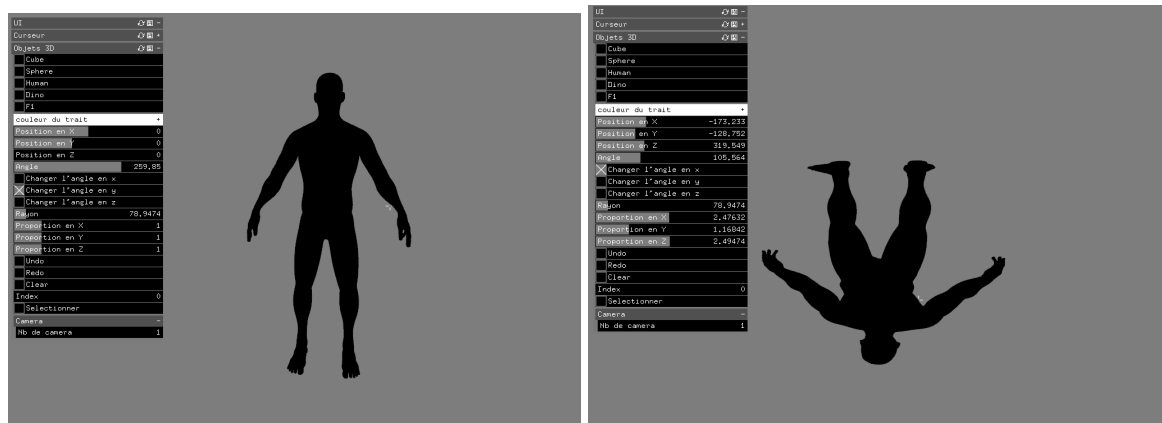 UI
Curseur
Objets 3D
Cube
Sphere
Human
Dino
F1
couleur du trait
Position en X 0
Position en Y 0
Position en Z 0
Angle 259.85
Changer l'angle en x
Changer l'angle en y
Changer l'angle en z
Rayon 78.9474
Proportion en X 1
Proportion en Y 1
Proportion en Z 1
Undo
Redo
Clear
Index 0
Selectionner
Camera
Nb de camera 1
UI
Curseur
Objets 3D
Cube
Sphere
Human
Dino
F1
couleur du trait
Position en X -173.233
Position en Y -128.752
Position en Z 319.549
Angle 105.564
Changer l'angle en x
Changer l'angle en y
Changer l'angle en z
Rayon 78.9474
Proportion en X 2.47632
Proportion en Y 1.16842
Proportion en Z 2.49474
Undo
Redo
Clear
Index 0
Selectionner
Camera
Nb de camera 1